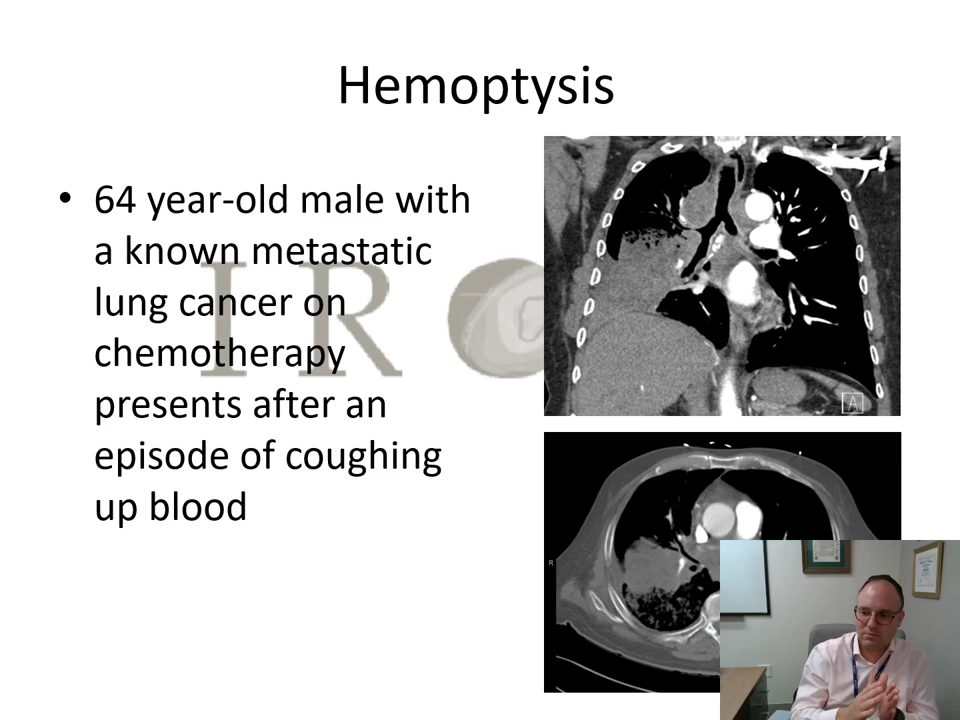 Hemoptysis
• 64 year-old male with
a known metastatic
lung cancer on
chemotherapy
presents after an
episode of coughing
up blood
IR
A
R